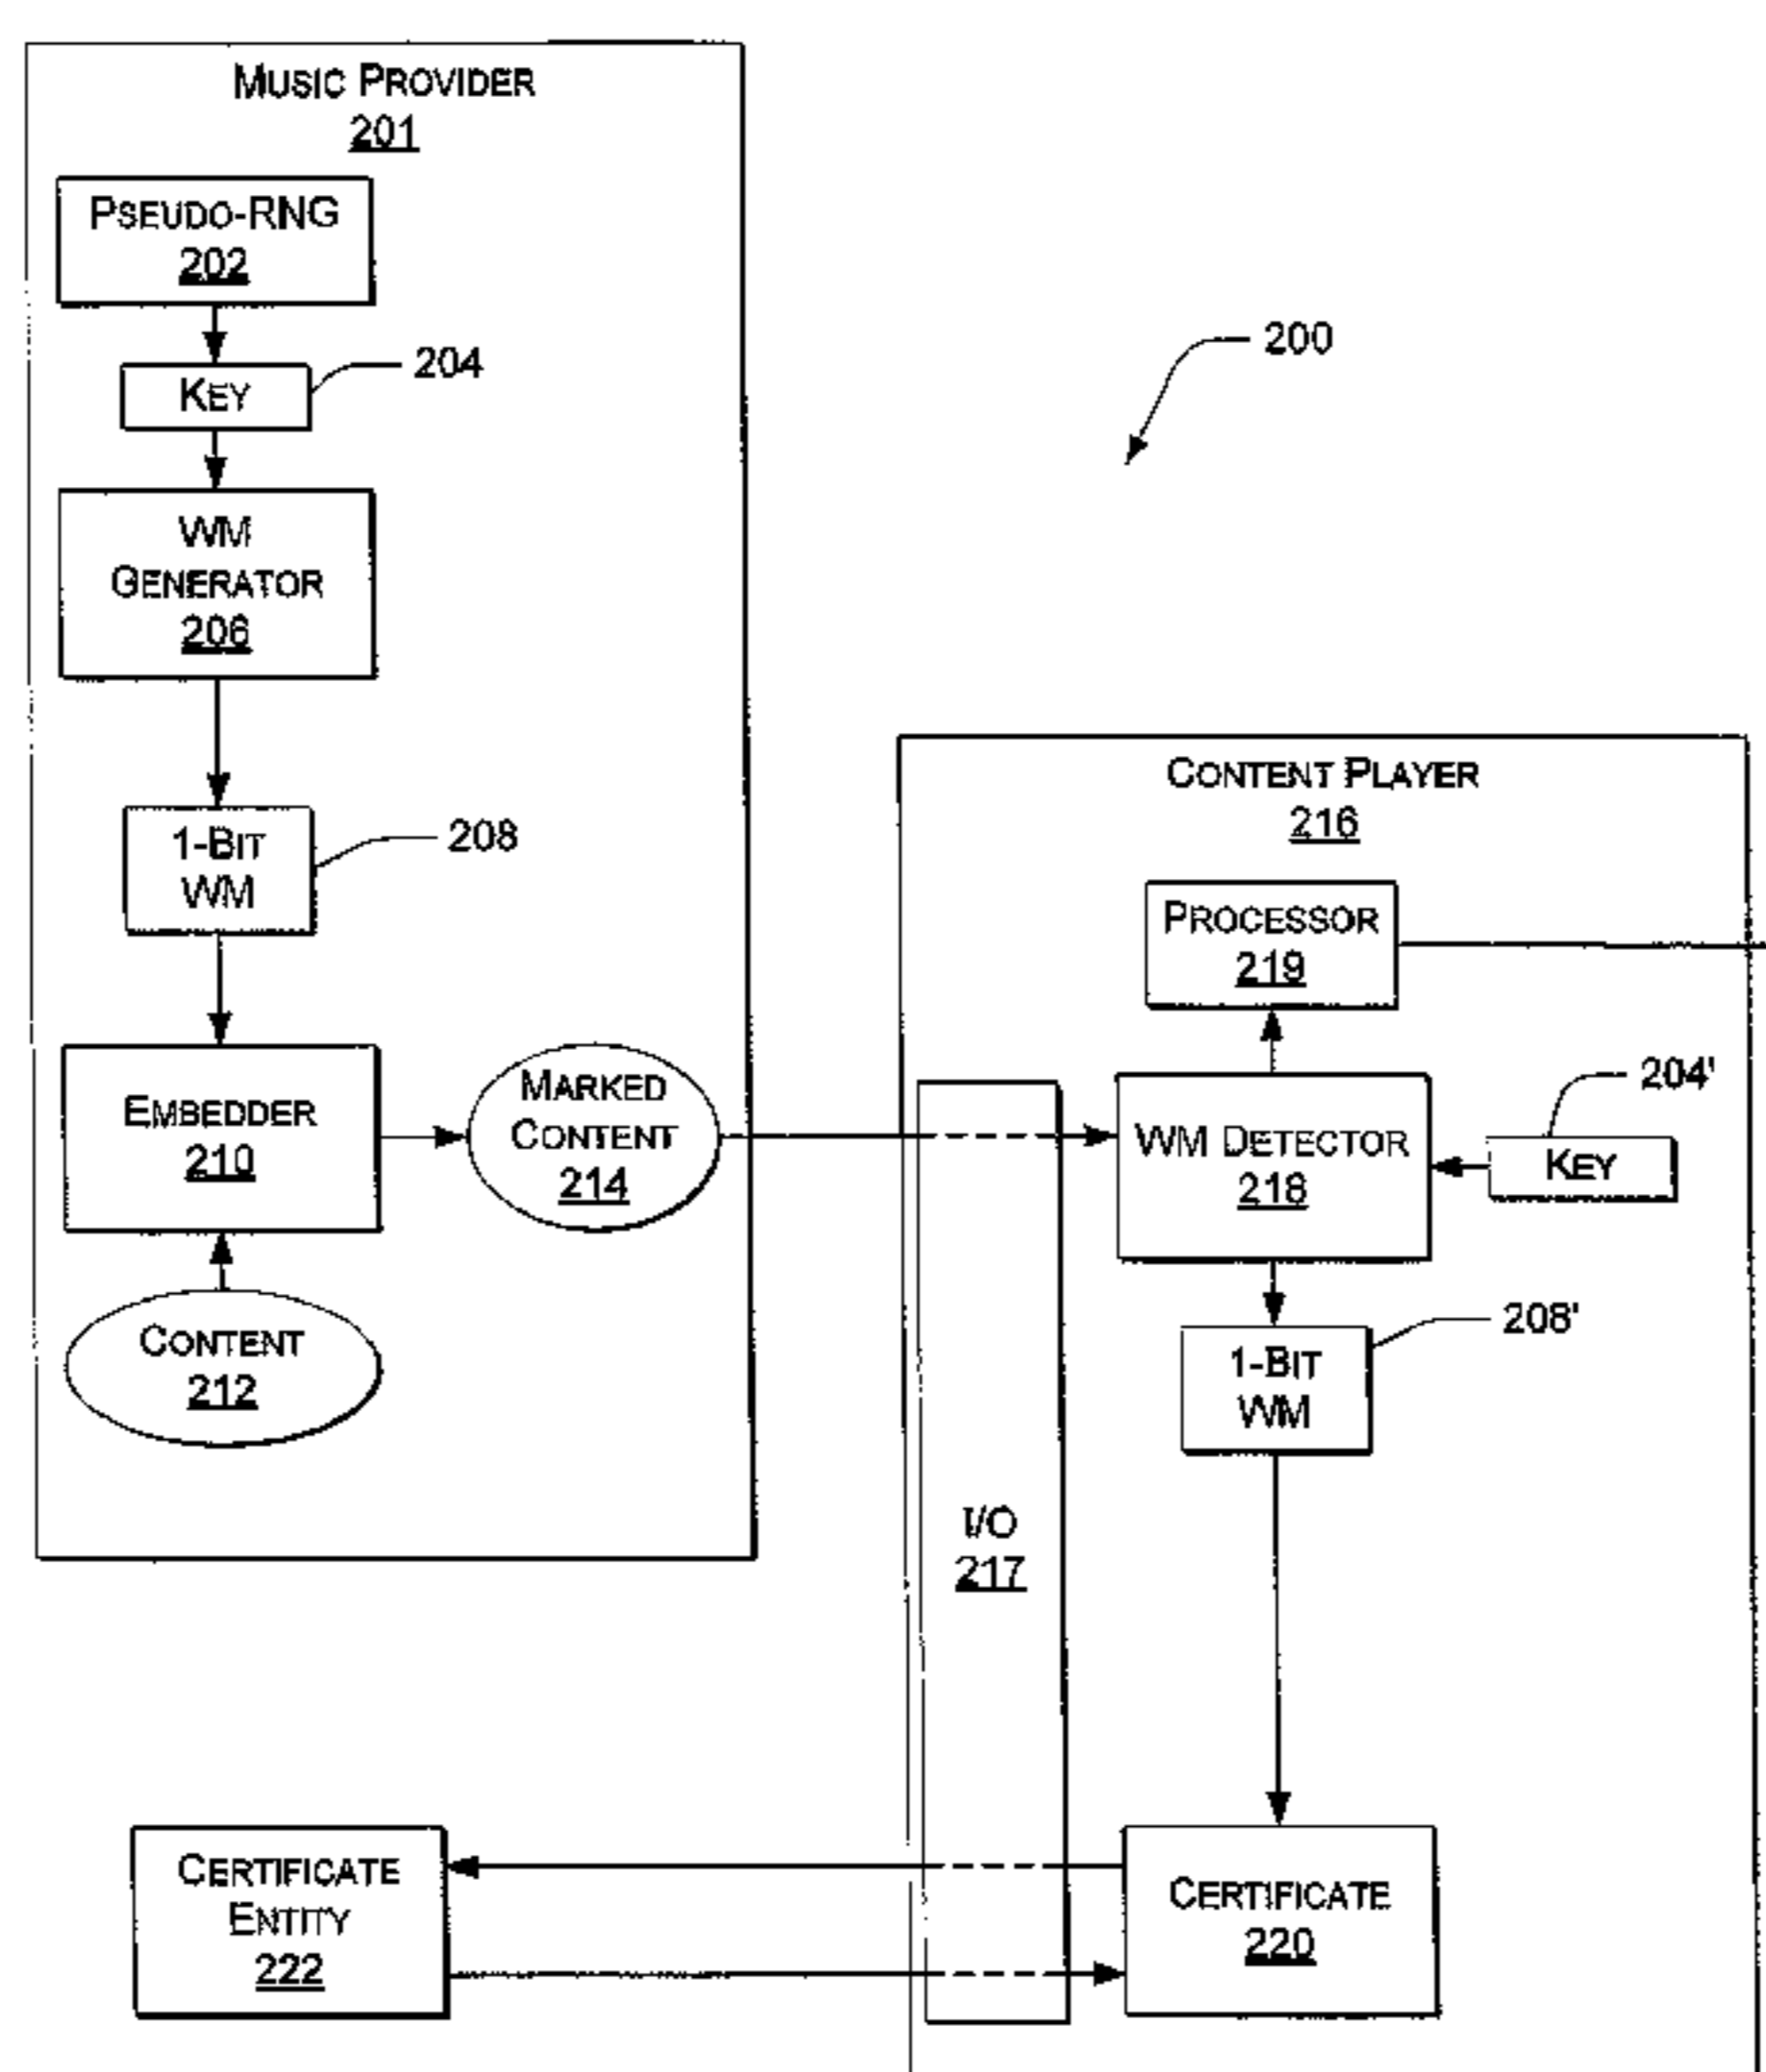 MUSIC PROVIDER
201
PSEUDO-RNG
202
KEY
204
WM
GENERATOR
206
1-BIT
WM
208
EMBEDDER
210
MARKED
CONTENT
214
CONTENT
212
200
CONTENT PLAYER
216
PROCESSOR
219
WM DETECTOR
218
204'
KEY
208'
1-BIT
WM
I/O
217
CERTIFICATE
ENTITY
222
CERTIFICATE
220